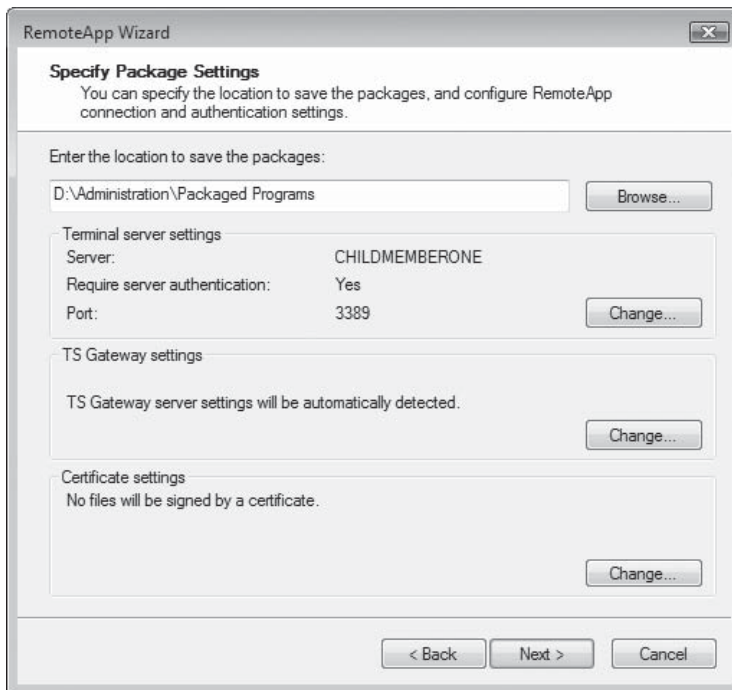 RemoteApp Wizard
Specify Package Settings
You can specify the location to save the packages, and configure RemoteApp
connection and authentication settings.
Enter the location to save the packages:
D:\Administration\Packaged Programs
Browse...
Terminal server settings
Server: CHILDMEMBERONE
Require server authentication: Yes
Port: 3389
Change...
TS Gateway settings
TS Gateway server settings will be automatically detected.
Change...
Certificate settings
No files will be signed by a certificate.
Change...
< Back Next > Cancel